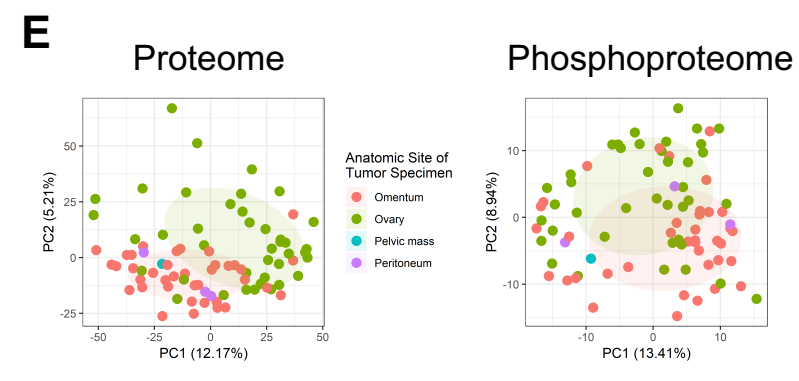 E
Proteome
Phosphoproteome
PC2 (5.21%)
50
25
0
-25
-50
-25
0
25
50
PC1 (12.17%)
Anatomic Site of
Tumor Specimen
Omentum
Ovary
Pelvic mass
Peritoneum
PC2 (8.94%)
10
0
-10
-10
0
10
PC1 (13.41%)